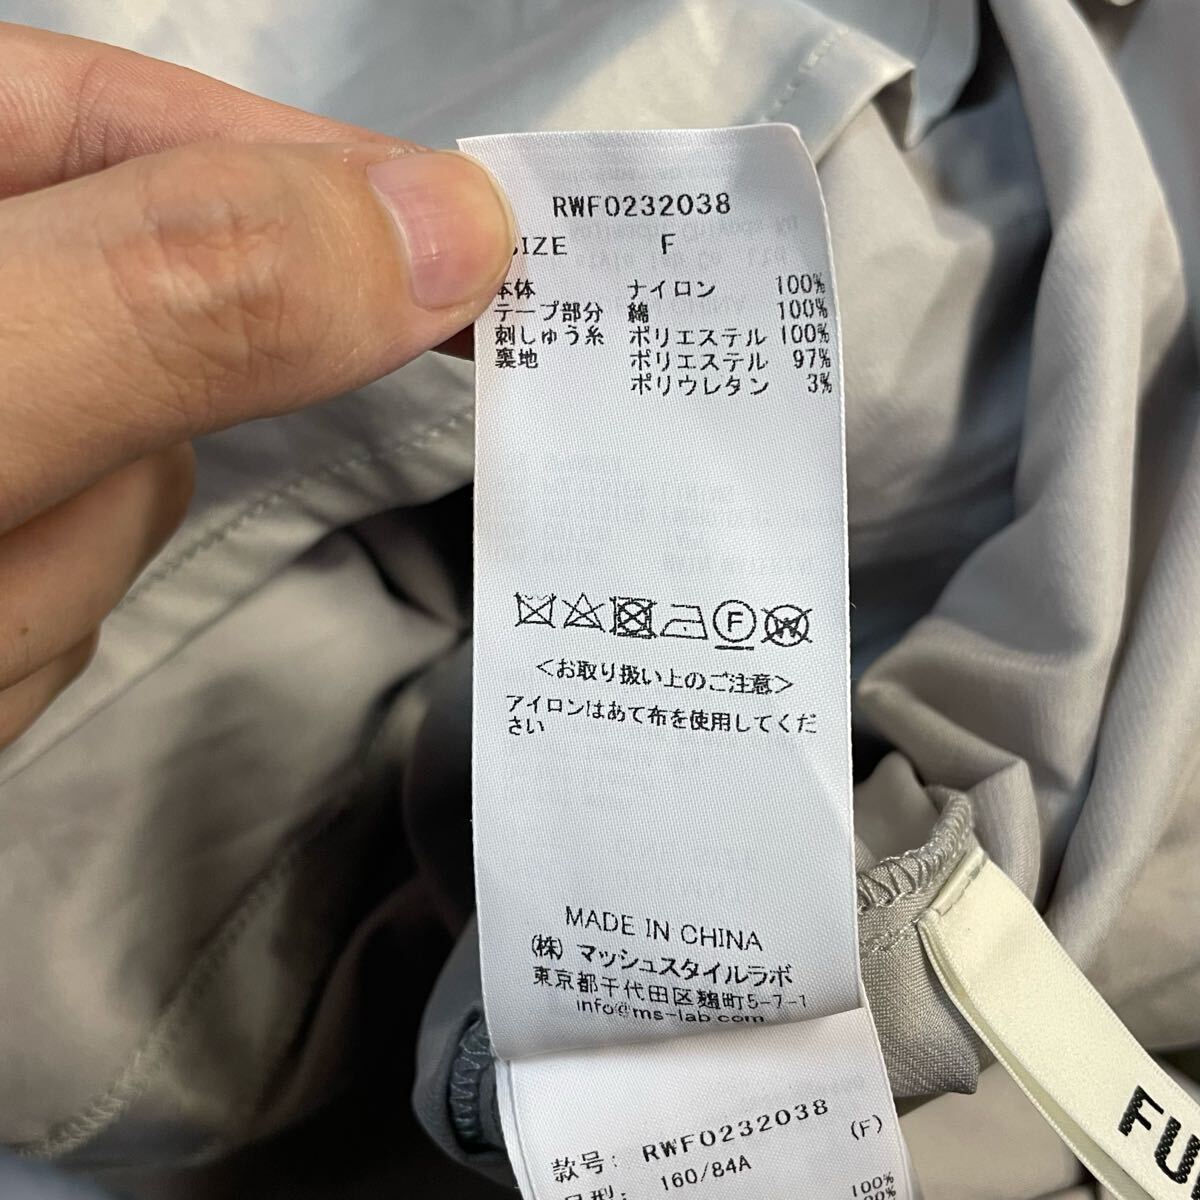 RWF0232038
SIZE F
本体 ナイロン 100%
テープ部分 綿 100%
刺しゅう糸 ポリエステル 100%
裏地 ポリエステル 97%
ポリウレタン 3%
F W
<お取り扱い上のご注意>
アイロンはあて布を使用してくだ
さい
MADE IN CHINA
(株) マッシュスタイルラボ
東京都千代田区麹町5-7-1
info@ms-lab.com
款号: RWF0232038
(F)
号型: 160/84A
100%
FU